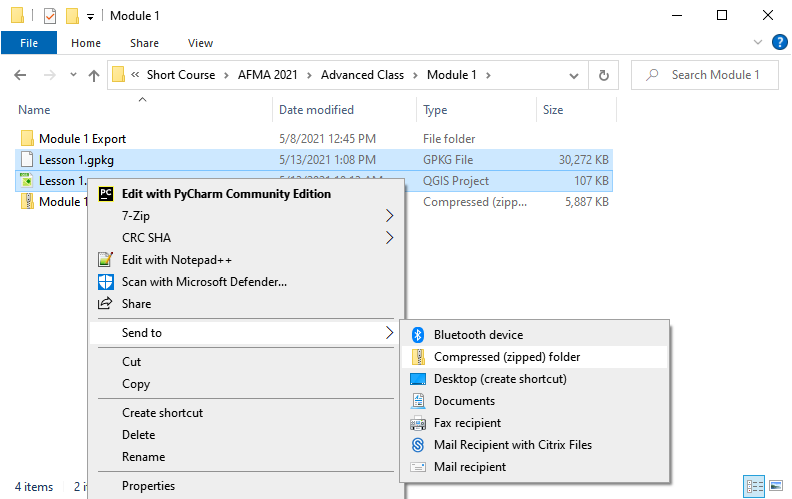 Module 1
File Home Share View
« Short Course > AFMA 2021 > Advanced Class > Module 1 > Search Module 1
Name Date modified Type Size
Module 1 Export 5/8/2021 12:45 PM File folder
Lesson 1.gpkg 5/13/2021 1:08 PM GPKG File 30,272 KB
Lesson 1. QGIS Project 107 KB
Module 1 Compressed (zipp... 5,887 KB
PC Edit with PyCharm Community Edition
7-Zip
CRC SHA
Edit with Notepad++
Scan with Microsoft Defender...
Share
Send to
Cut
Copy
Create shortcut
Delete
Rename
Properties
Bluetooth device
Compressed (zipped) folder
Desktop (create shortcut)
Documents
Fax recipient
Mail Recipient with Citrix Files
Mail recipient
4 items 2